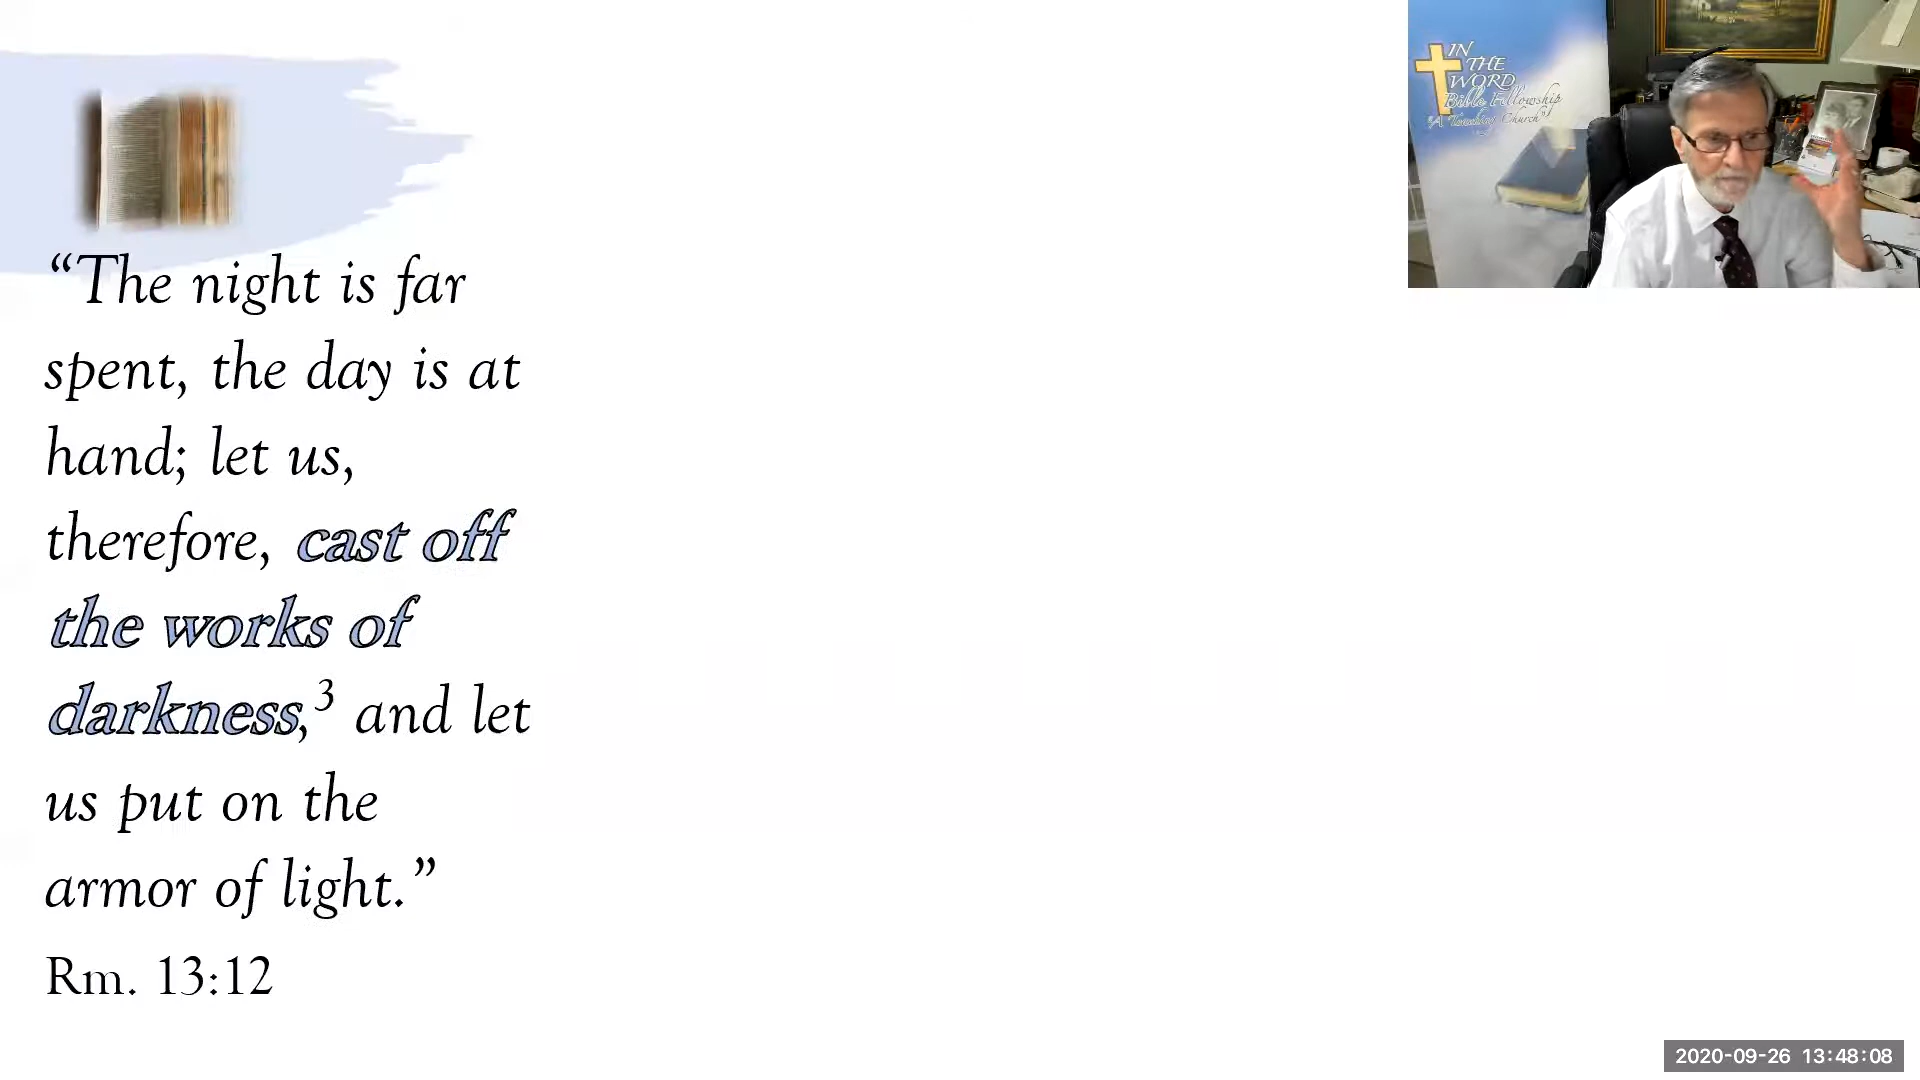 “The night is far
spent, the day is at
hand; let us,
therefore, cast off
the works of
darkness,³ and let
us put on the
armor of light.”
Rm. 13:12
IN
THE
WORD
Bible Fellowship
"A Teaching Church"
2020-09-26 13:48:08